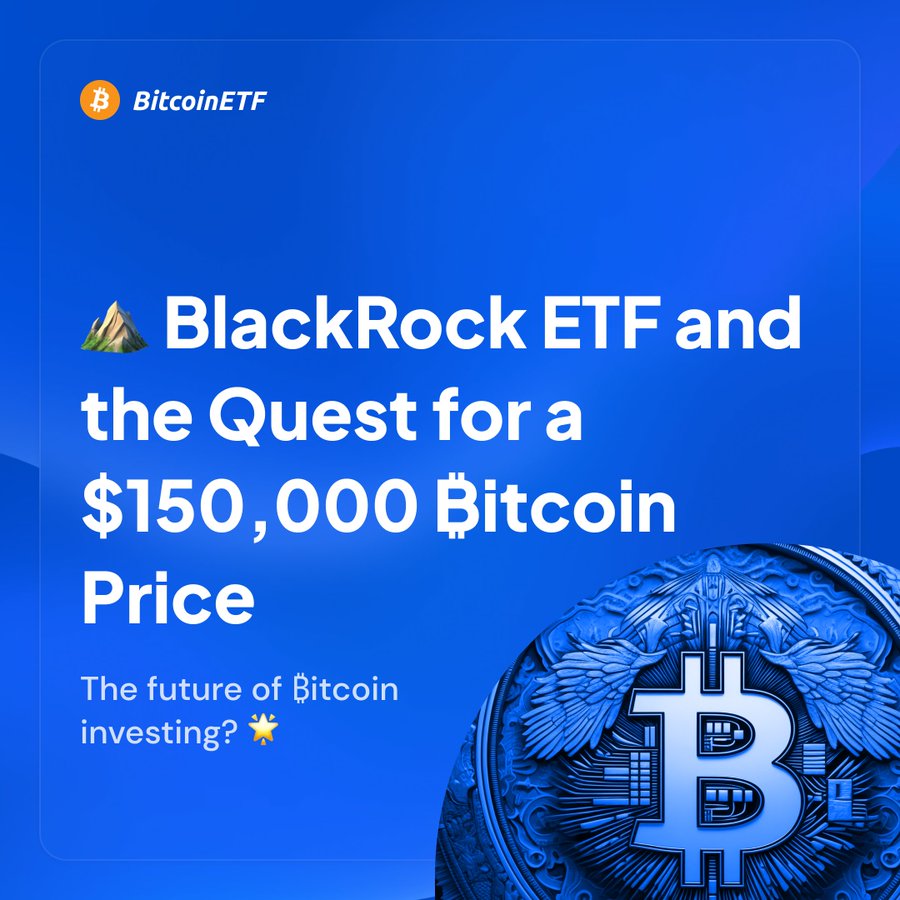 BitcoinETF
⛰️ BlackRock ETF and
the Quest for a
$150,000 ₿itcoin
Price
The future of ₿itcoin
investing? 🌟